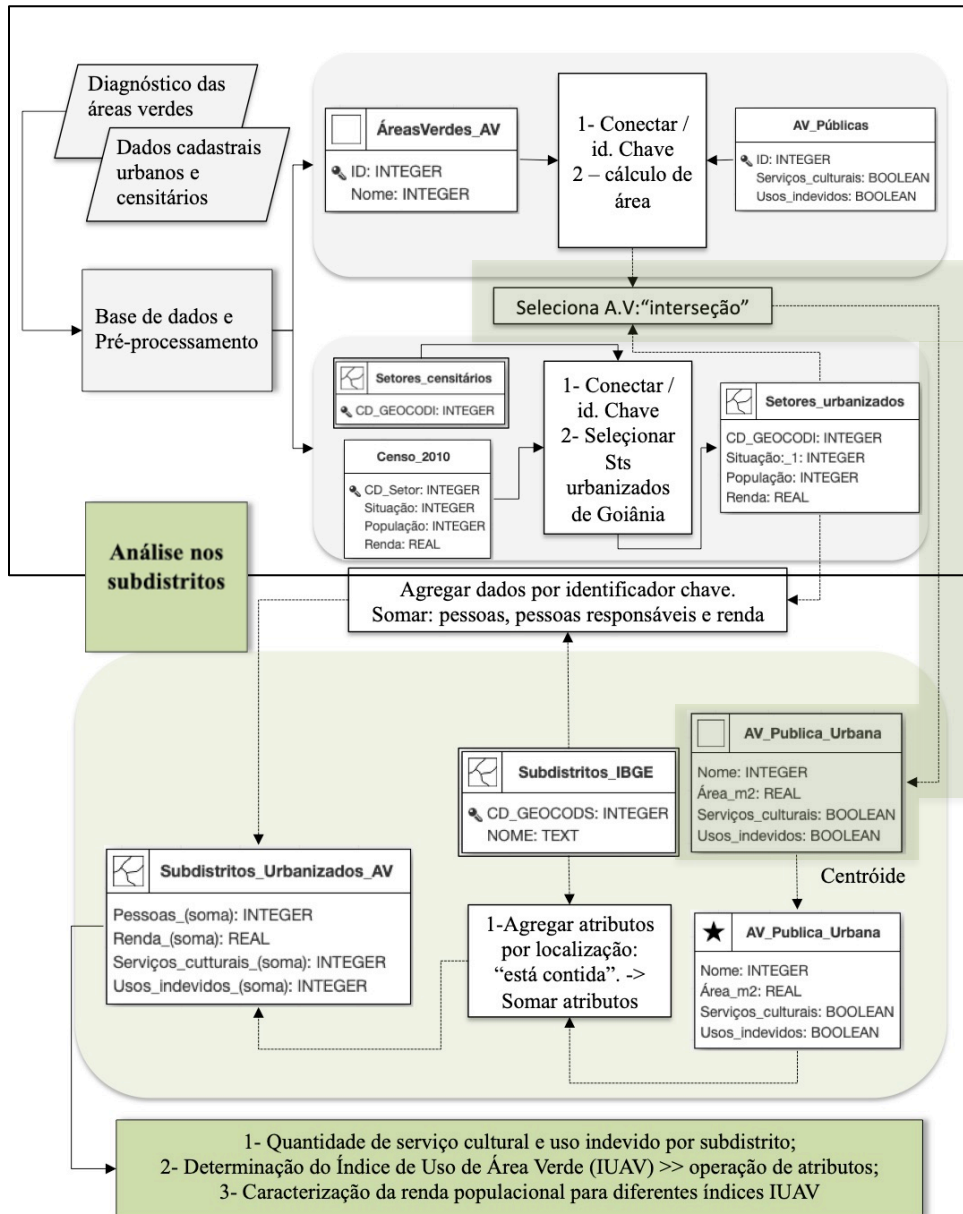 Diagnóstico das
áreas verdes
Dados cadastrais
urbanos e
censitários
Base de dados e
Pré-processamento
ÁreasVerdes_AV
ID: INTEGER
Nome: INTEGER
1- Conectar /
id. Chave
2 – cálculo de
área
AV_Públicas
ID: INTEGER
Serviços_culturais: BOOLEAN
Usos_indevidos: BOOLEAN
Seleciona A.V:“interseção”
Setores_censitários
CD_GEOCODI: INTEGER
Censo_2010
CD_Setor: INTEGER
Situação: INTEGER
População: INTEGER
Renda: REAL
1- Conectar /
id. Chave
2- Seleçionar
Sts
urbanizados
de Goiânia
Setores_urbanizados
CD_GEOCODI: INTEGER
Situação:_1: INTEGER
População: INTEGER
Renda: REAL
Análise nos
subdistritos
Agregar dados por identificador chave.
Somar: pessoas, pessoas responsáveis e renda
Subdistritos_IBGE
CD_GEOCODS: INTEGER
NOME: TEXT
AV_Publica_Urbana
Nome: INTEGER
Área_m2: REAL
Serviços_culturais: BOOLEAN
Usos_indevidos: BOOLEAN
Centróide
Subdistritos_Urbanizados_AV
Pessoas_(soma): INTEGER
Renda_(soma): REAL
Serviços_cutturais_(soma): INTEGER
Usos_indevidos_(soma): INTEGER
1-Agregar atributos
por localização:
“está contida”. ->
Somar atributos
AV_Publica_Urbana
Nome: INTEGER
Área_m2: REAL
Serviços_culturais: BOOLEAN
Usos_indevidos: BOOLEAN
1- Quantidade de serviço cultural e uso indevido por subdistrito;
2- Determinação do Índice de Uso de Área Verde (IUAV) >> operação de atributos;
3- Caracterização da renda populacional para diferentes índices IUAV